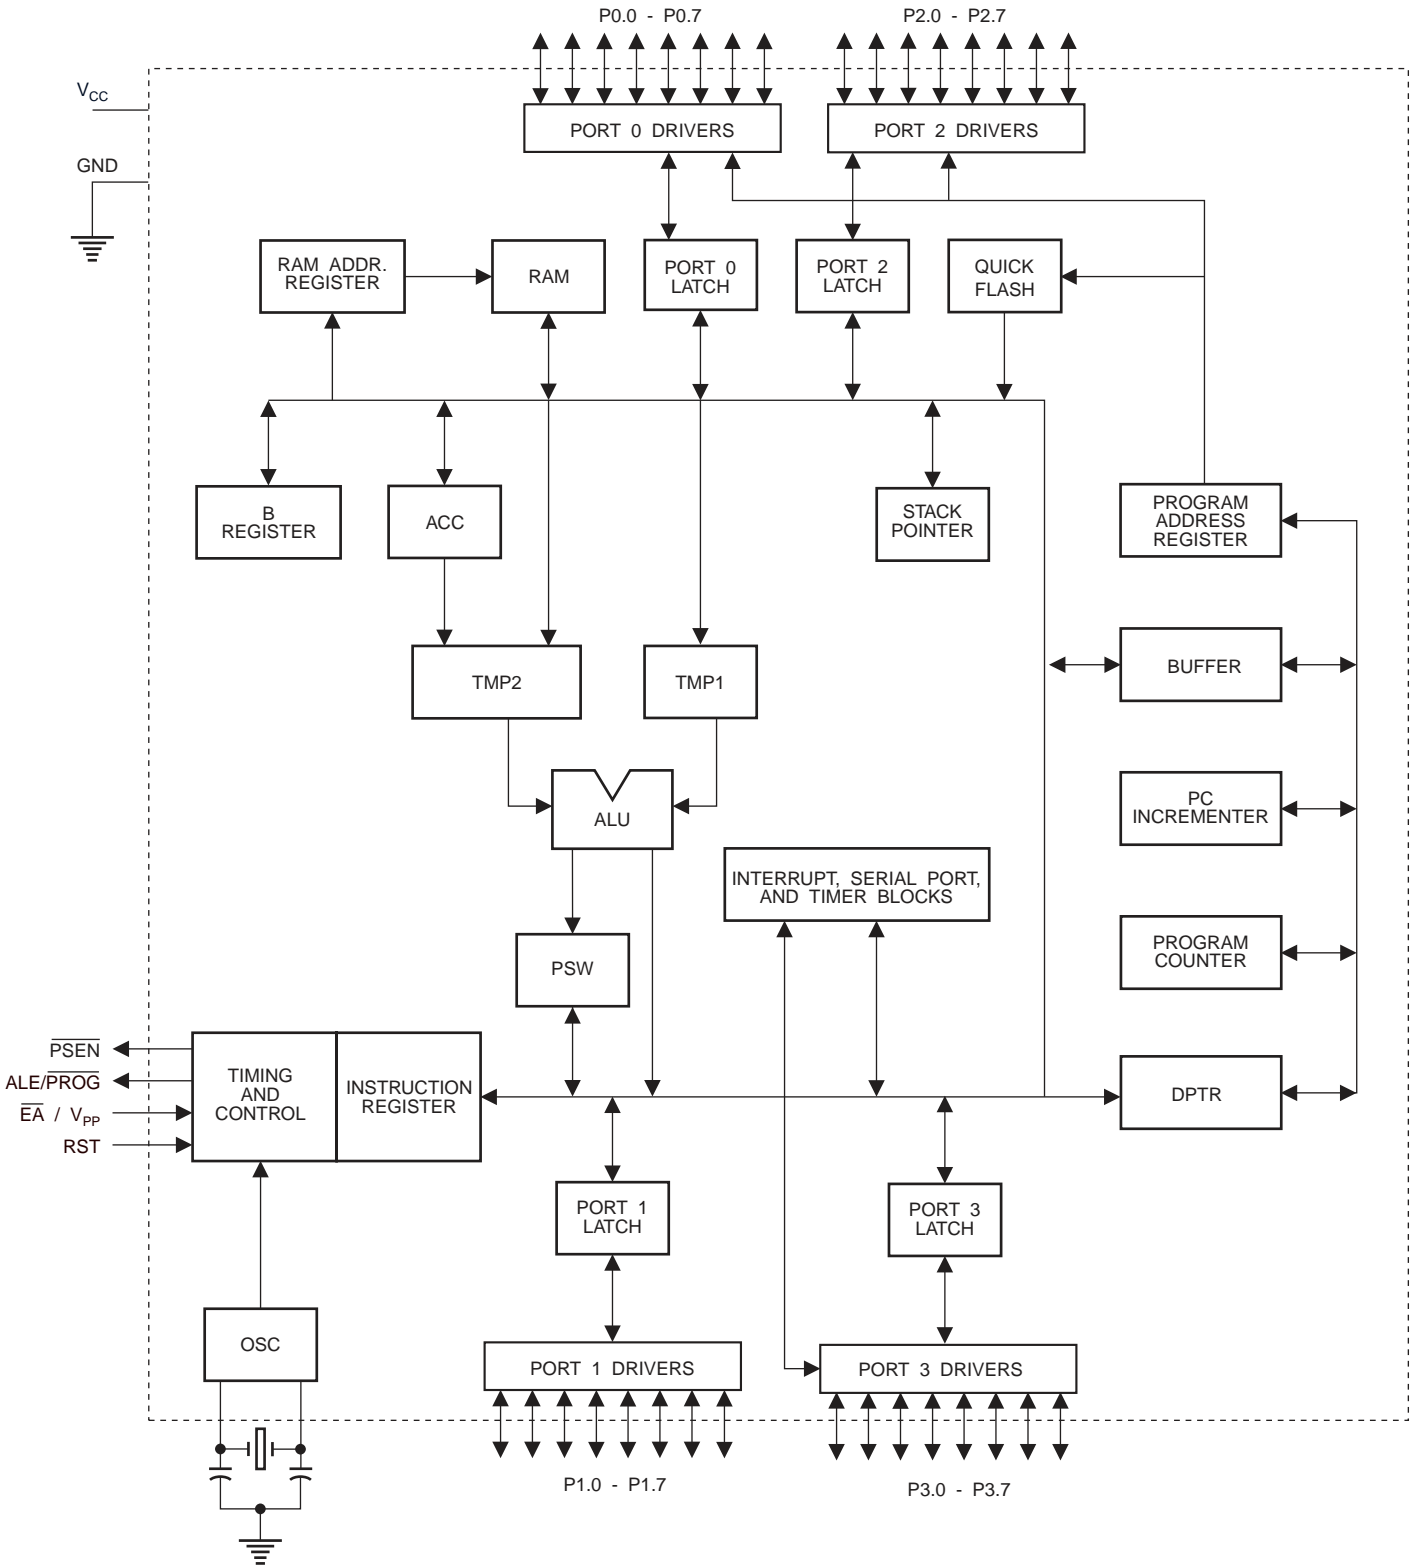 P0.0 - P0.7
P2.0 - P2.7
VCC
GND
PORT 0 DRIVERS
PORT 2 DRIVERS
RAM ADDR.
REGISTER
RAM
PORT 0
LATCH
PORT 2
LATCH
QUICK
FLASH
B
REGISTER
ACC
STACK
POINTER
PROGRAM
ADDRESS
REGISTER
TMP2
TMP1
BUFFER
ALU
PC
INCREMENTER
INTERRUPT, SERIAL PORT,
AND TIMER BLOCKS
PSW
PROGRAM
COUNTER
PSEN
ALE/PROG
EA / VPP
RST
TIMING
AND
CONTROL
INSTRUCTION
REGISTER
DPTR
PORT 1
LATCH
PORT 3
LATCH
OSC
PORT 1 DRIVERS
PORT 3 DRIVERS
P1.0 - P1.7
P3.0 - P3.7